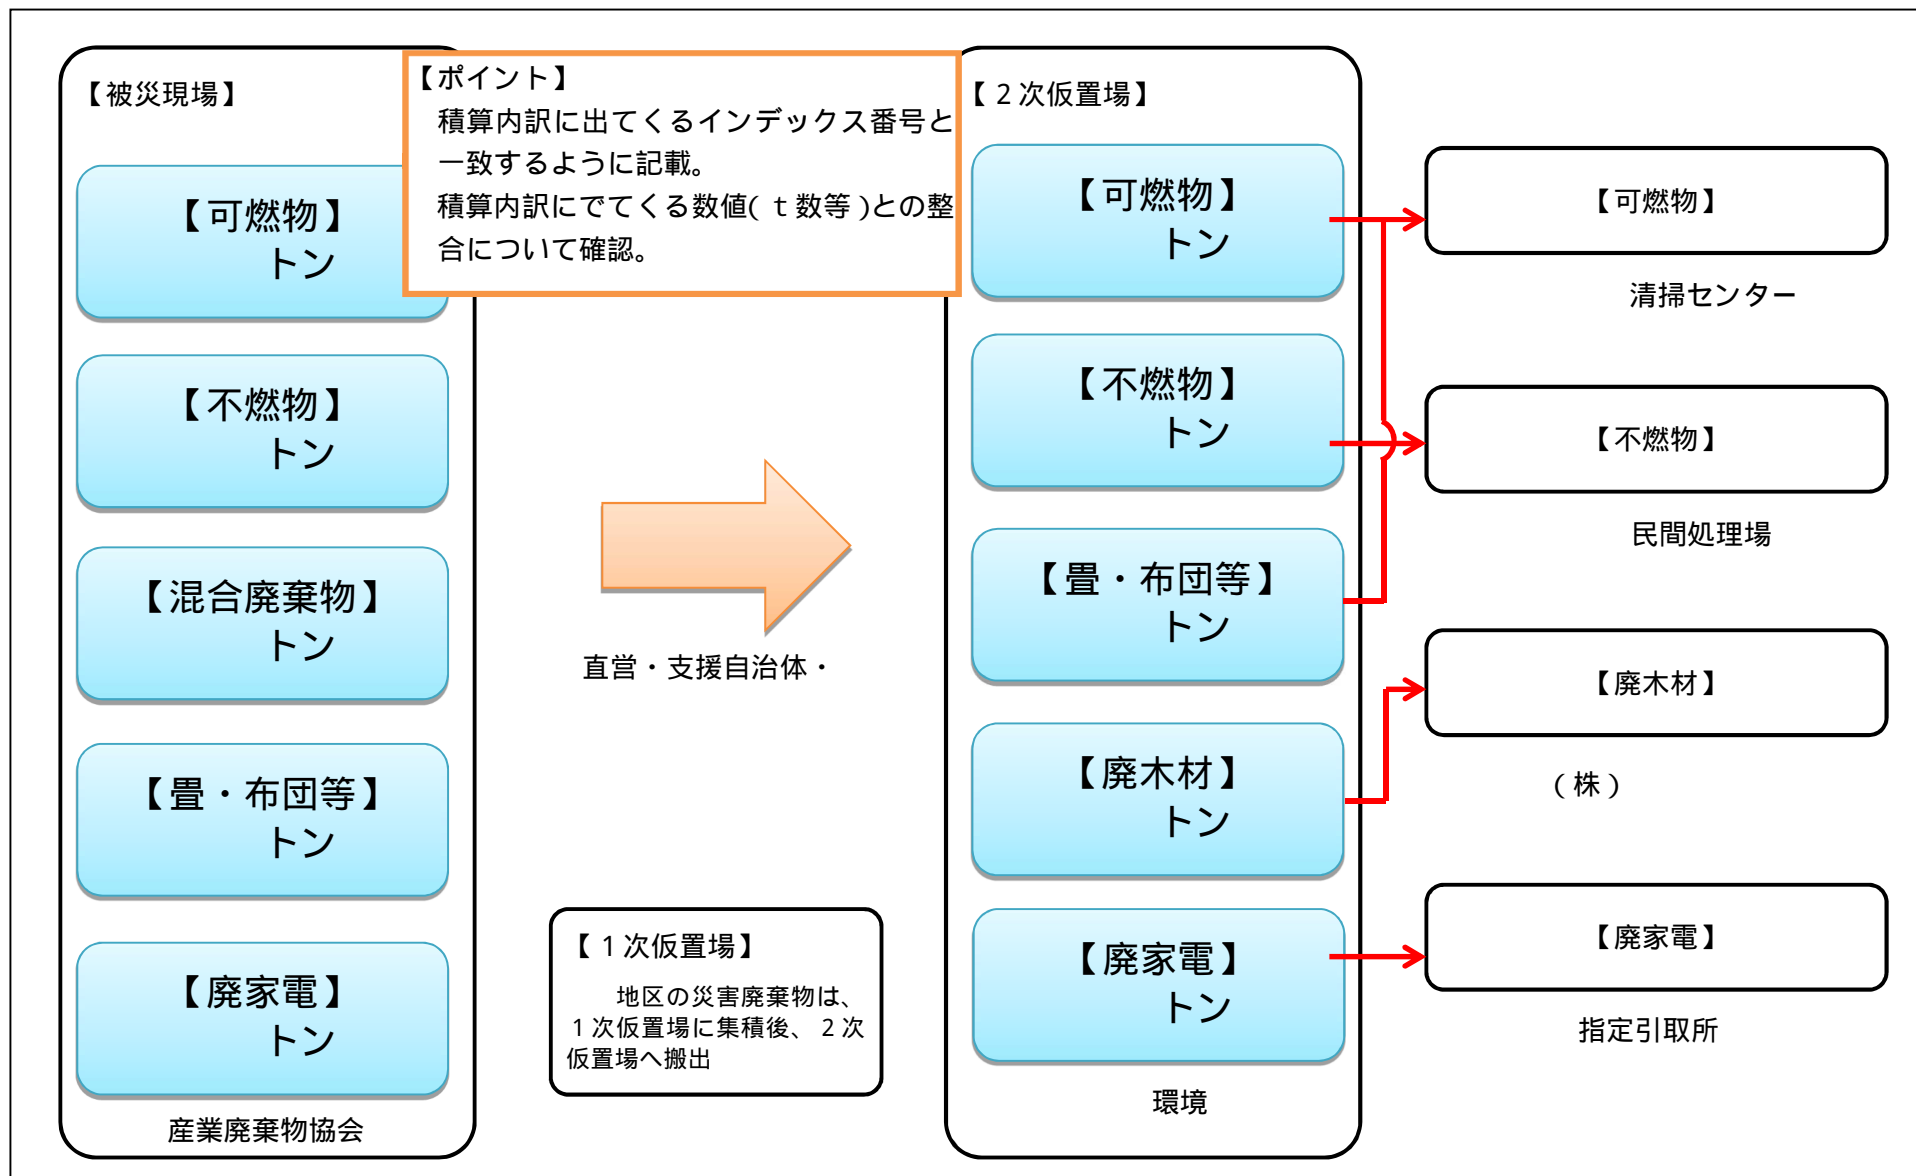 【被災現場】
【可燃物】
トン
【不燃物】
トン
【混合廃棄物】
トン
【畳・布団等】
トン
【廃家電】
トン
産業廃棄物協会
【ポイント】
積算内訳に出てくるインデックス番号と
一致するように記載。
積算内訳にでてくる数値(ｔ数等)との整
合について確認。
直営・支援自治体・
【１次仮置場】
地区の災害廃棄物は、
１次仮置場に集積後、２次
仮置場へ搬出
【２次仮置場】
【可燃物】
トン
【不燃物】
トン
【畳・布団等】
トン
【廃木材】
トン
【廃家電】
トン
環境
【可燃物】
清掃センター
【不燃物】
民間処理場
【廃木材】
(株)
【廃家電】
指定引取所